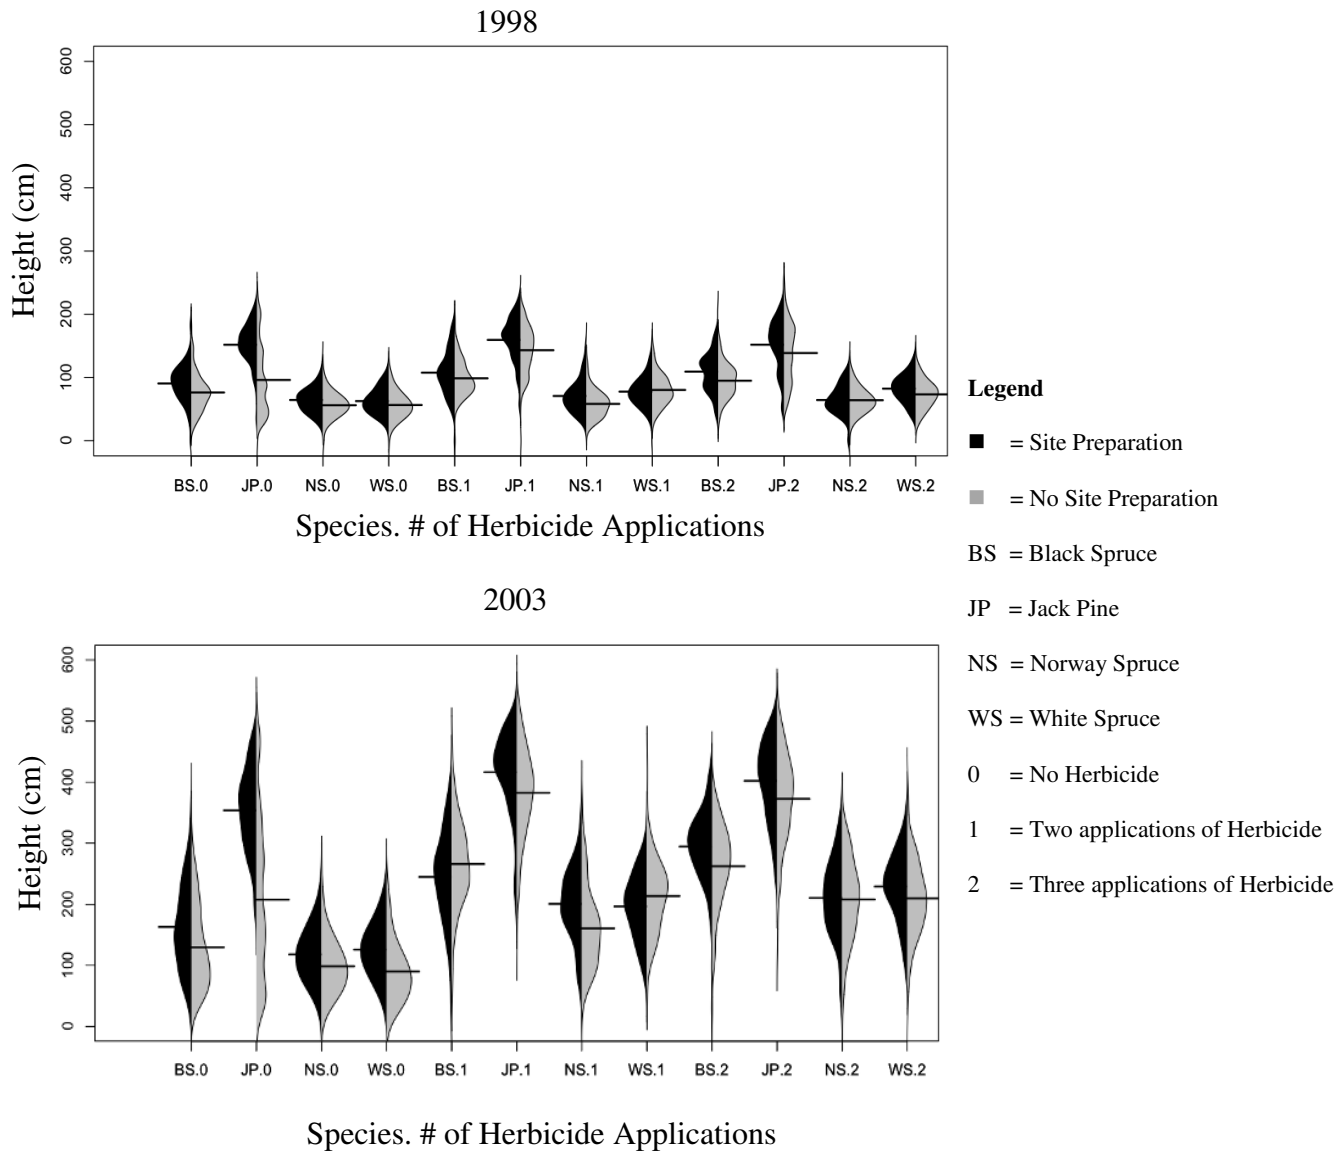 1998
Height (cm)
600
500
400
300
200
100
0
BS.0 JP.0 NS.0 WS.0 BS.1 JP.1 NS.1 WS.1 BS.2 JP.2 NS.2 WS.2
Species. # of Herbicide Applications
2003
Height (cm)
600
500
400
300
200
100
0
BS.0 JP.0 NS.0 WS.0 BS.1 JP.1 NS.1 WS.1 BS.2 JP.2 NS.2 WS.2
Species. # of Herbicide Applications
Legend
= Site Preparation
= No Site Preparation
BS = Black Spruce
JP = Jack Pine
NS = Norway Spruce
WS = White Spruce
0 = No Herbicide
1 = Two applications of Herbicide
2 = Three applications of Herbicide